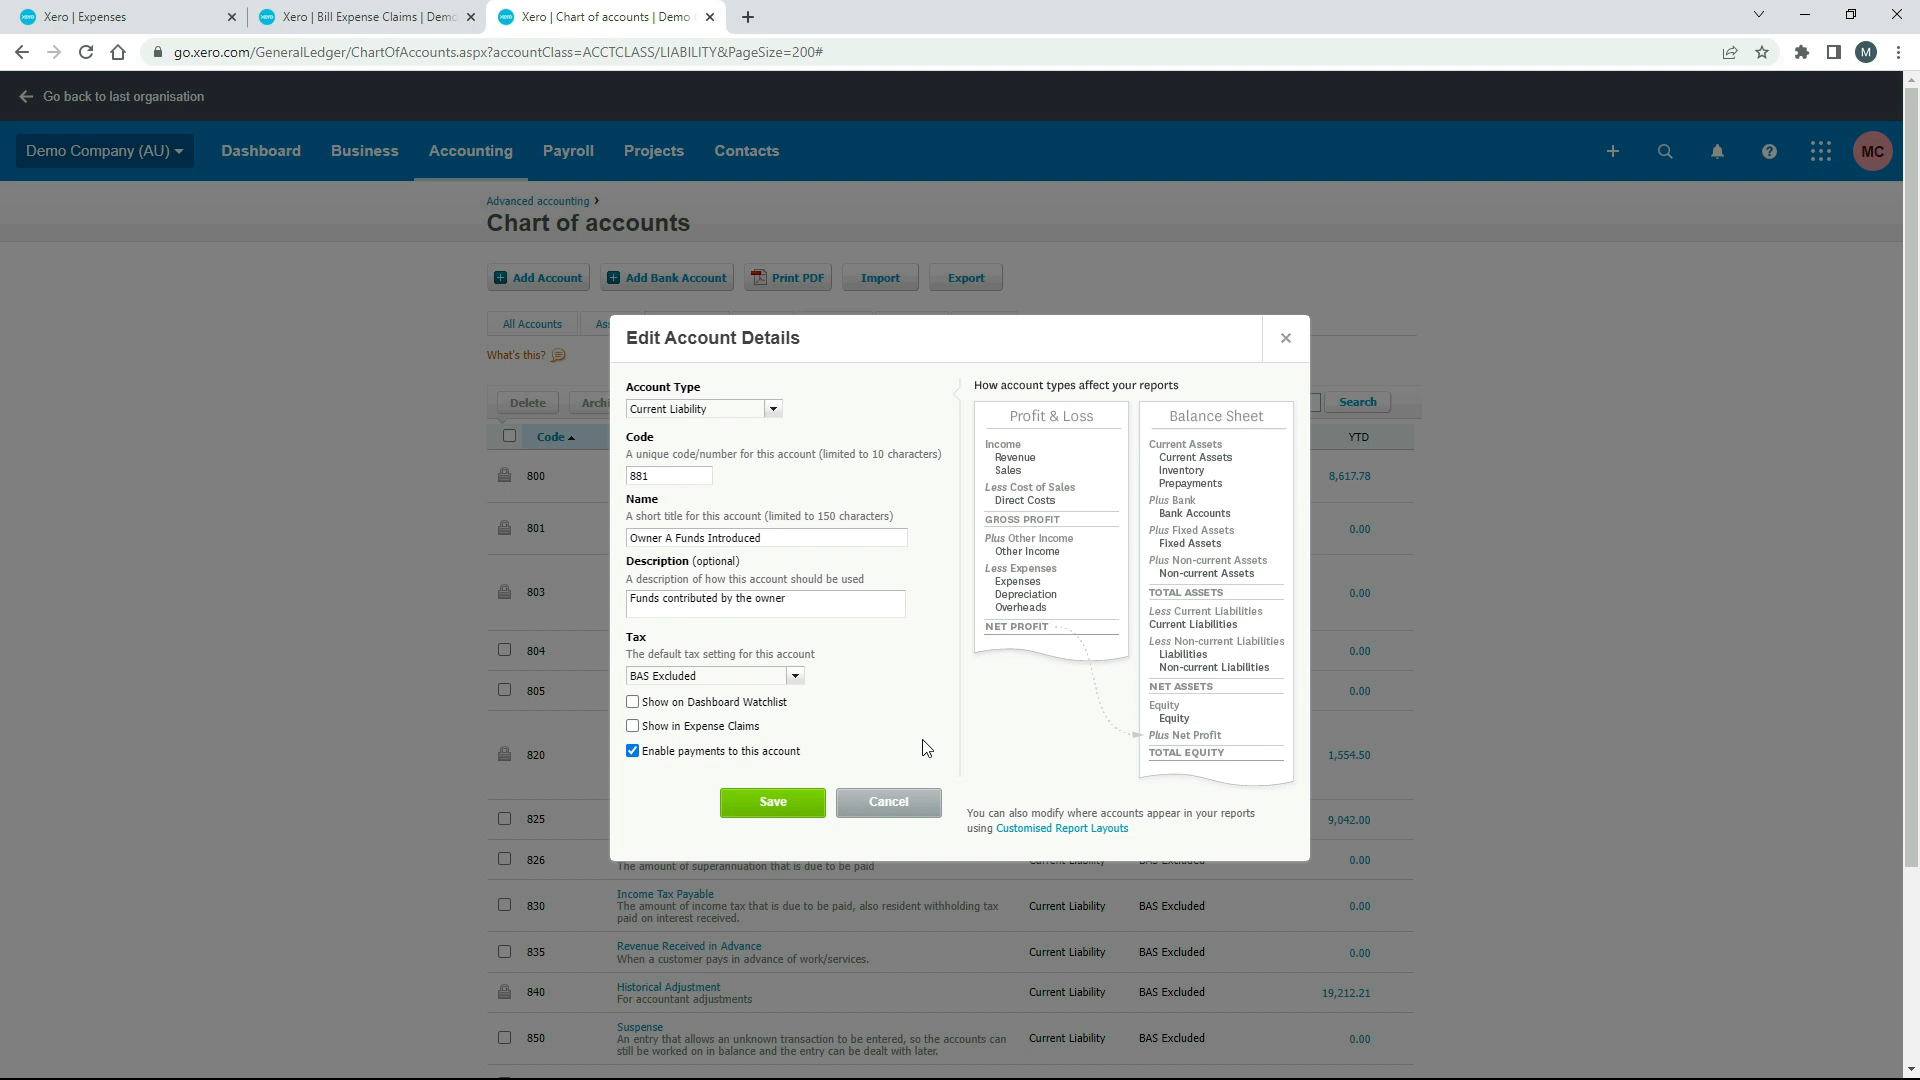 Xero | Expenses
Xero | Bill Expense Claims | Demo
Xero | Chart of accounts | Demo
go.xero.com/GeneralLedger/ChartOfAccounts.aspx?accountClass=ACCTCLASS/LIABILITY&PageSize=200#
M
Go back to last organisation
Demo Company (AU)
Dashboard
Business
Accounting
Payroll
Projects
Contacts
MC
Advanced accounting
Chart of accounts
Add Account
Add Bank Account
Print PDF
Import
Export
All Accounts
What's this?
Delete
Search
Code
YTD
800
8,617.78
801
0.00
803
0.00
804
0.00
805
0.00
820
1,554.50
825
9,042.00
826
The amount of superannuation that is due to be paid
0.00
830
Income Tax Payable
The amount of income tax that is due to be paid, also resident withholding tax
paid on interest received.
Current Liability
BAS Excluded
0.00
835
Revenue Received in Advance
When a customer pays in advance of work/services.
Current Liability
BAS Excluded
0.00
840
Historical Adjustment
For accountant adjustments
Current Liability
BAS Excluded
19,212.21
850
Suspense
An entry that allows an unknown transaction to be entered, so the accounts can
still be worked on in balance and the entry can be dealt with later.
Current Liability
BAS Excluded
0.00
Edit Account Details
Account Type
Current Liability
Code
A unique code/number for this account (limited to 10 characters)
881
Name
A short title for this account (limited to 150 characters)
Owner A Funds Introduced
Description (optional)
A description of how this account should be used
Funds contributed by the owner
Tax
The default tax setting for this account
BAS Excluded
Show on Dashboard Watchlist
Show in Expense Claims
Enable payments to this account
Save
Cancel
How account types affect your reports
Profit & Loss
Income
Revenue
Sales
Less Cost of Sales
Direct Costs
GROSS PROFIT
Plus Other Income
Other Income
Less Expenses
Expenses
Depreciation
Overheads
NET PROFIT
Balance Sheet
Current Assets
Current Assets
Inventory
Prepayments
Plus Bank
Bank Accounts
Plus Fixed Assets
Fixed Assets
Plus Non-current Assets
Non-current Assets
TOTAL ASSETS
Less Current Liabilities
Current Liabilities
Less Non-current Liabilities
Liabilities
Non-current Liabilities
NET ASSETS
Equity
Equity
Plus Net Profit
TOTAL EQUITY
You can also modify where accounts appear in your reports
using Customised Report Layouts